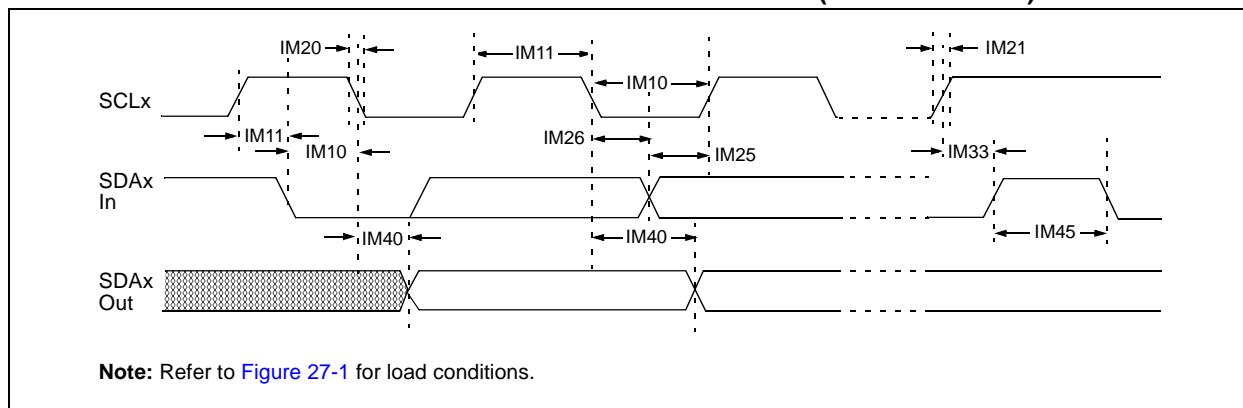 IM20
IM11
IM21
IM10
SCLx
IM11
IM26
IM10
IM25
IM33
SDAx
In
IM40
IM40
IM45
SDAx
Out
Note: Refer to Figure 27-1 for load conditions.